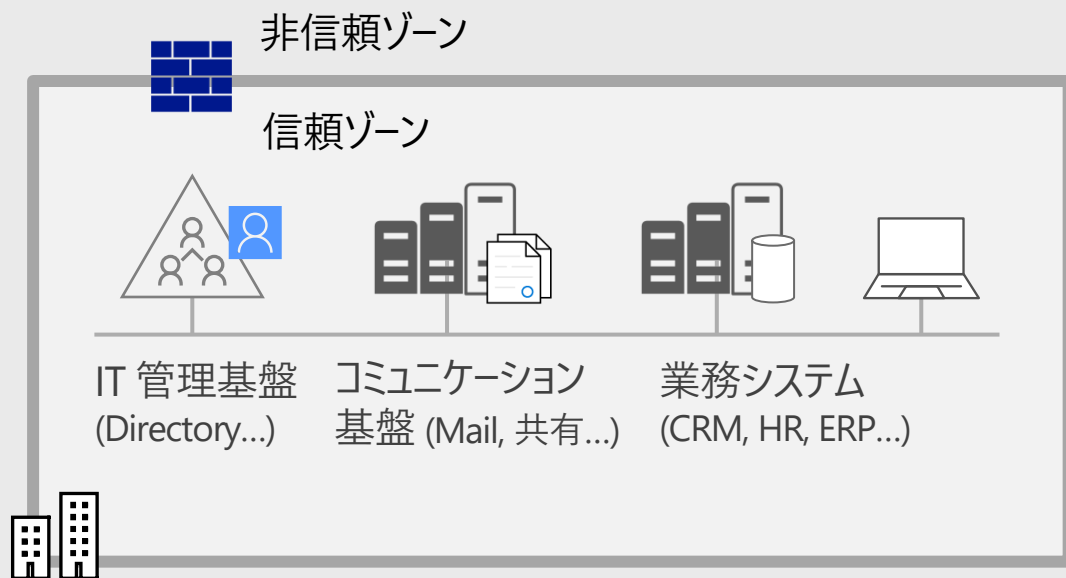 非信頼ゾーン
信頼ゾーン
IT 管理基盤
(Directory...)
コミュニケーション
基盤 (Mail, 共有...)
業務システム
(CRM, HR, ERP...)